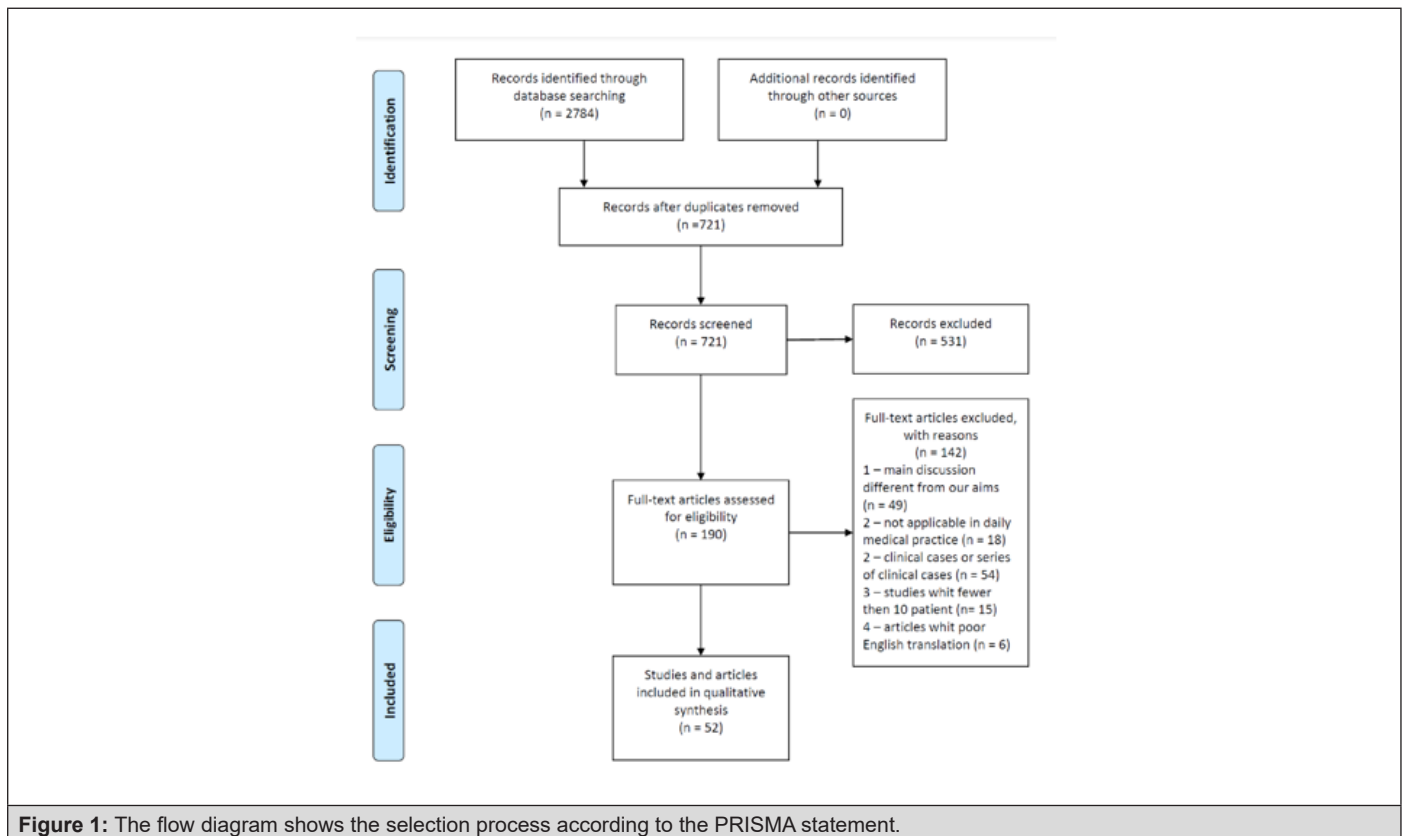 Identification
Records identified through
database searching
(n = 2784)
Additional records identified
through other sources
(n = 0)
Records after duplicates removed
(n =721)
Screening
Records screened
(n = 721)
Records excluded
(n = 531)
Eligibility
Full-text articles assessed
for eligibility
(n = 190)
Full-text articles excluded,
with reasons
(n = 142)
1 – main discussion
different from our aims
(n = 49)
2 – not applicable in daily
medical practice (n = 18)
2 – clinical cases or series
of clinical cases (n = 54)
3 – studies whit fewer
then 10 patient (n= 15)
4 – articles whit poor
English translation (n = 6)
Included
Studies and articles
included in qualitative
synthesis
(n = 52)
Figure 1: The flow diagram shows the selection process according to the PRISMA statement.